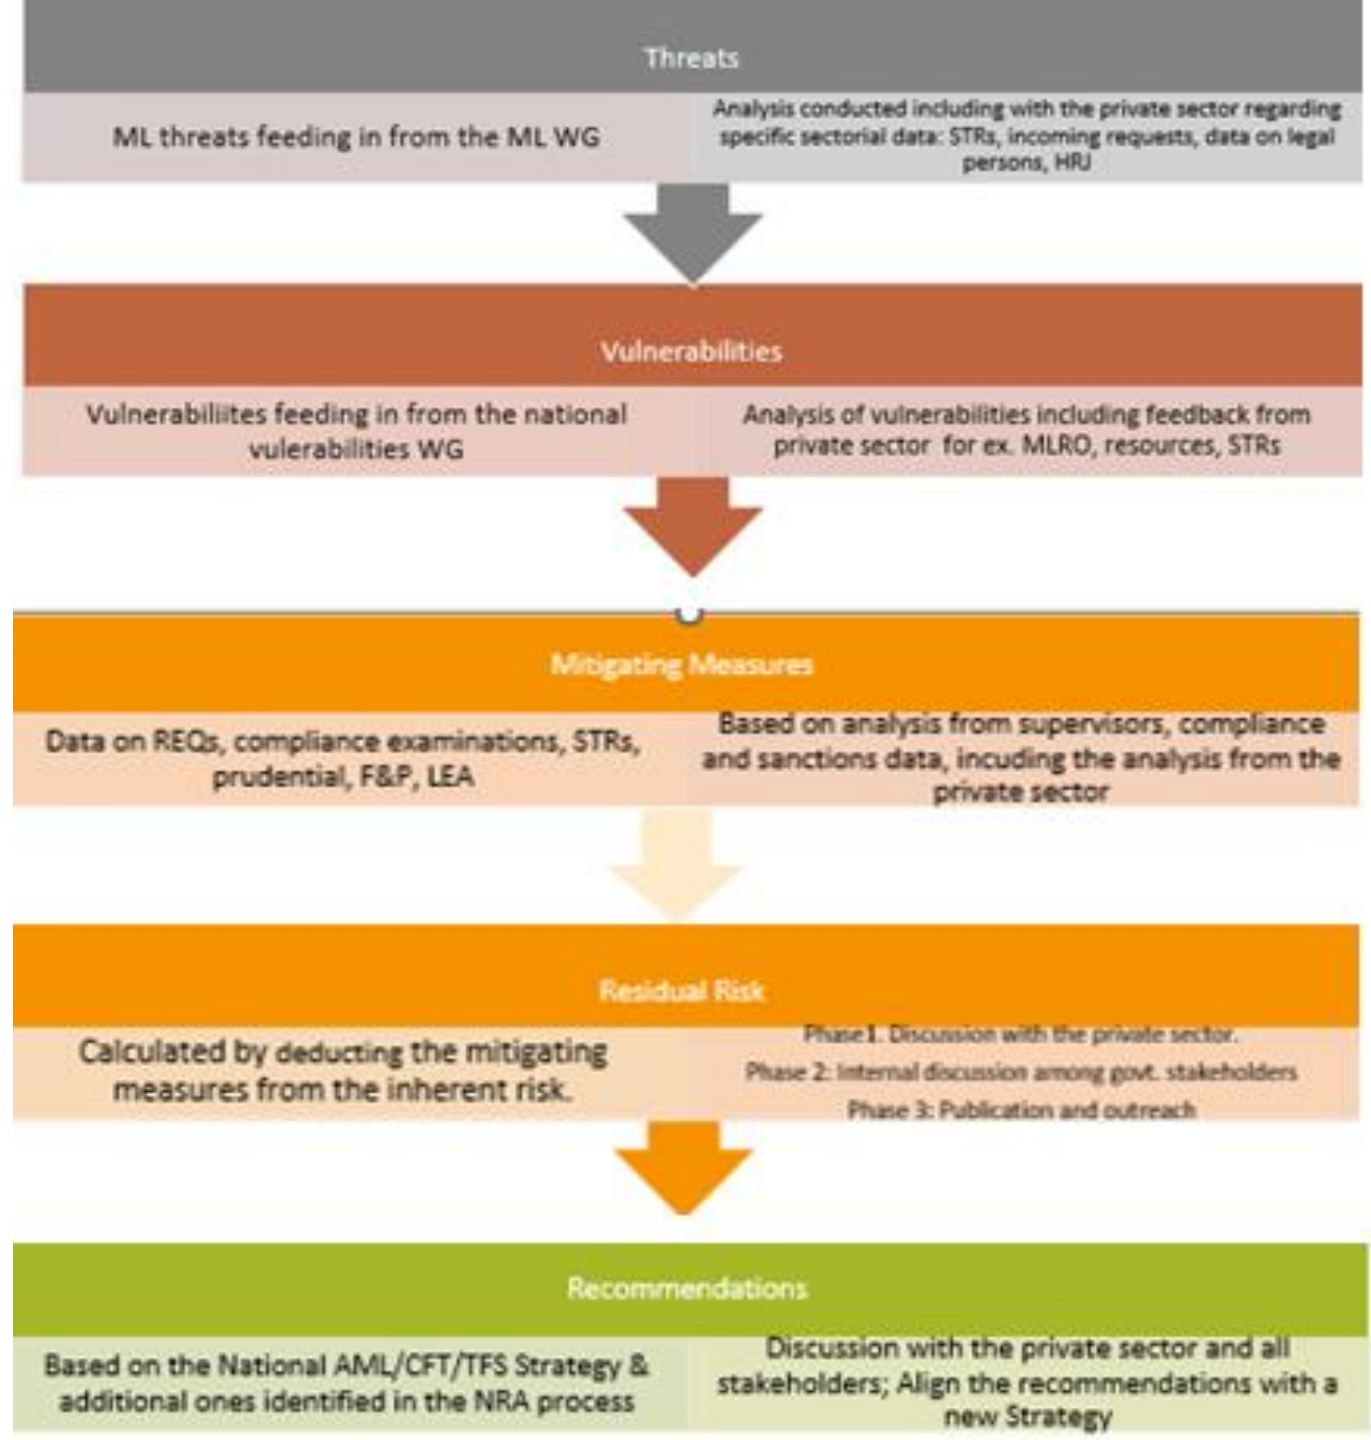 Threats
ML threats feeding in from the ML WG
Analysis conducted including with the private sector regarding
specific sectorial data: STRs, incoming requests, data on legal
persons, HRJ
Vulnerabilities
Vulnerabiliites feeding in from the national
vulerabilities WG
Analysis of vulnerabilities including feedback from
private sector for ex. MLRO, resources, STRs
Mitigating Measures
Data on REQs, compliance examinations, STRs,
prudential, F&P, LEA
Based on analysis from supervisors, compliance
and sanctions data, incuding the analysis from the
private sector
Residual Risk
Calculated by deducting the mitigating
measures from the inherent risk.
Phase1. Discussion with the private sector.
Phase 2: Internal discussion among govt. stakeholders
Phase 3: Publication and outreach
Recommendations
Based on the National AML/CFT/TFS Strategy &
additional ones identified in the NRA process
Discussion with the private sector and all
stakeholders; Align the recommendations with a
new Strategy